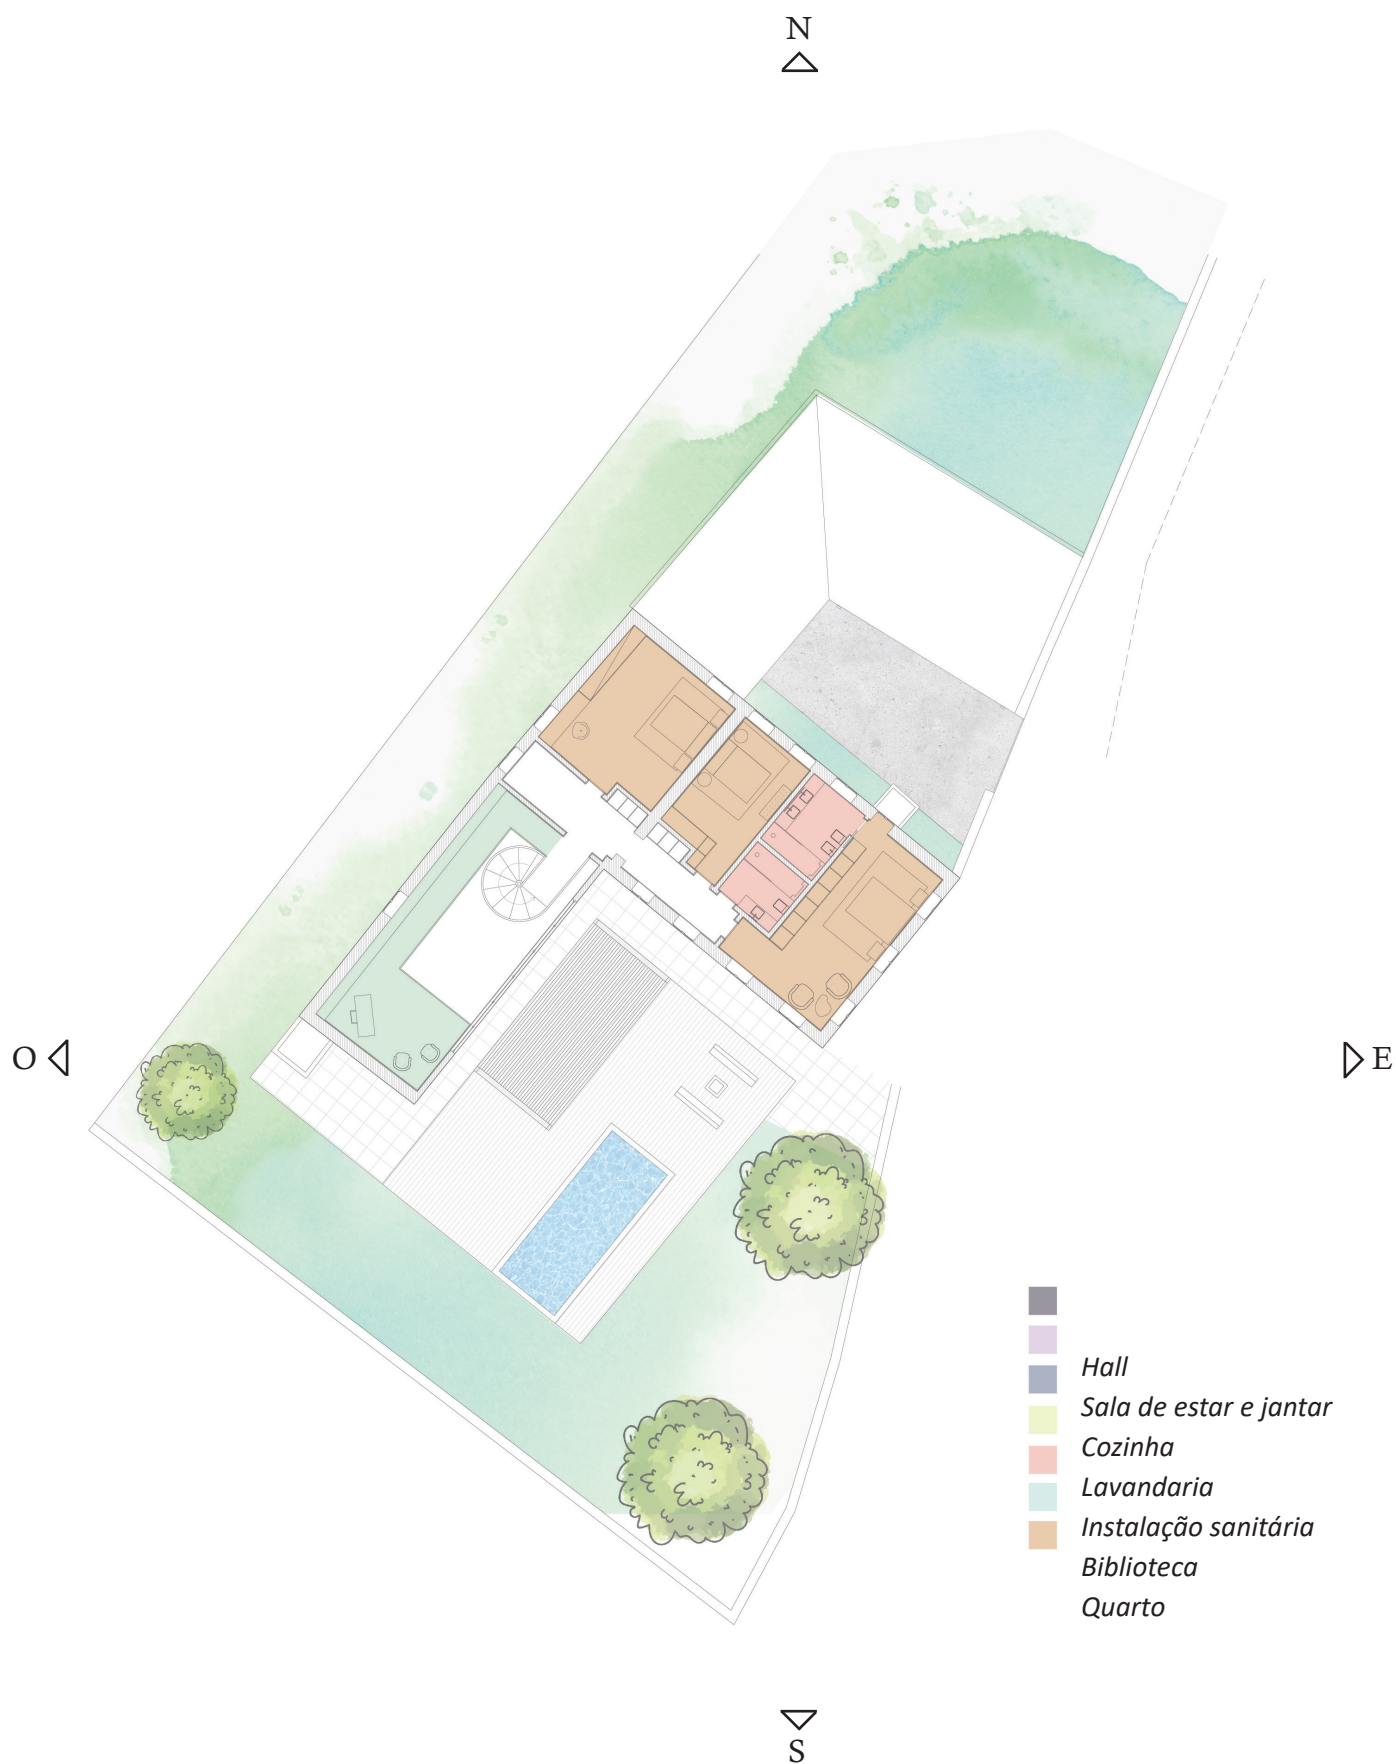 N
O
E
Hall
Sala de estar e jantar
Cozinha
Lavandaria
Instalação sanitária
Biblioteca
Quarto
S